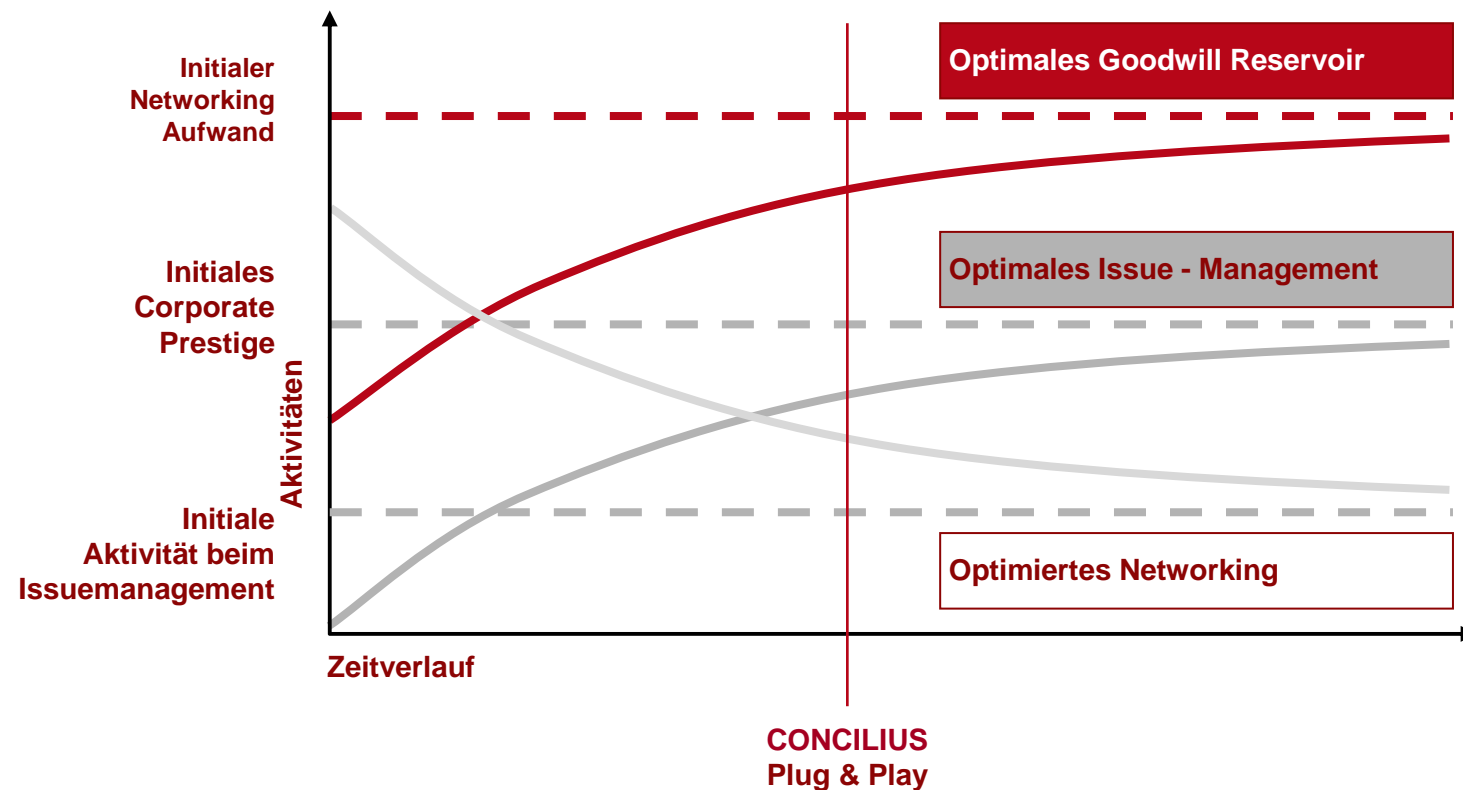 Initialer
Networking
Aufwand
Optimales Goodwill Reservoir
Initiales
Corporate
Prestige
Optimales Issue - Management
Aktivitäten
Initiale
Aktivität beim
Issuemanagement
Optimiertes Networking
Zeitverlauf
CONCILIUS
Plug & Play